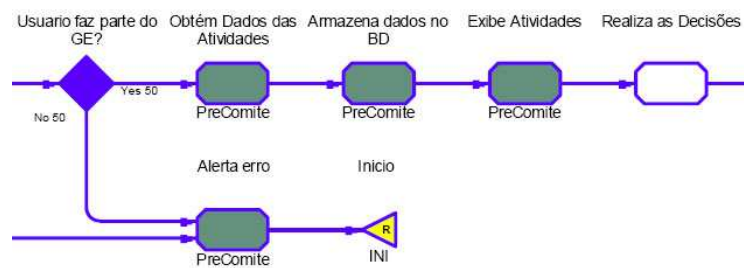 Usuario faz parte do
GE?
Obtém Dados das
Atividades
Armazena dados no
BD
Exibe Atividades
Realiza as Decisões
Yes 50
No 50
PreComite
PreComite
PreComite
Alerta erro
Inicio
R
PreComite
INI